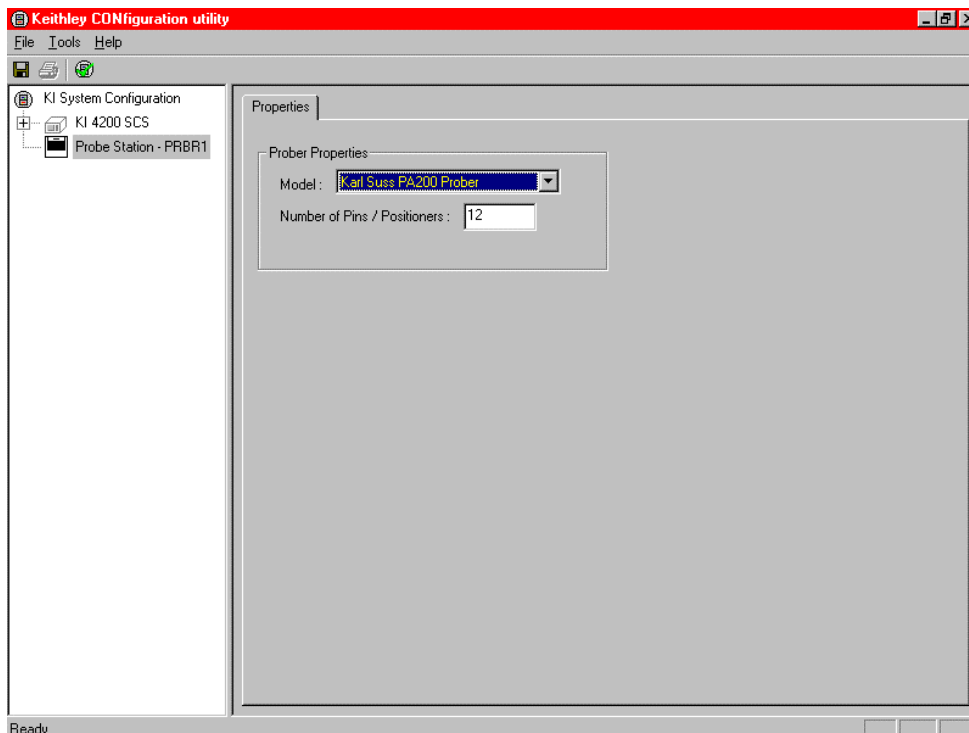 Keithley CONfiguration utility
File Tools Help
KI System Configuration
KI 4200 SCS
Probe Station - PRBR1
Properties
Prober Properties
Model : Karl Suss PA200 Prober
Number of Pins / Positioners : 12
Ready